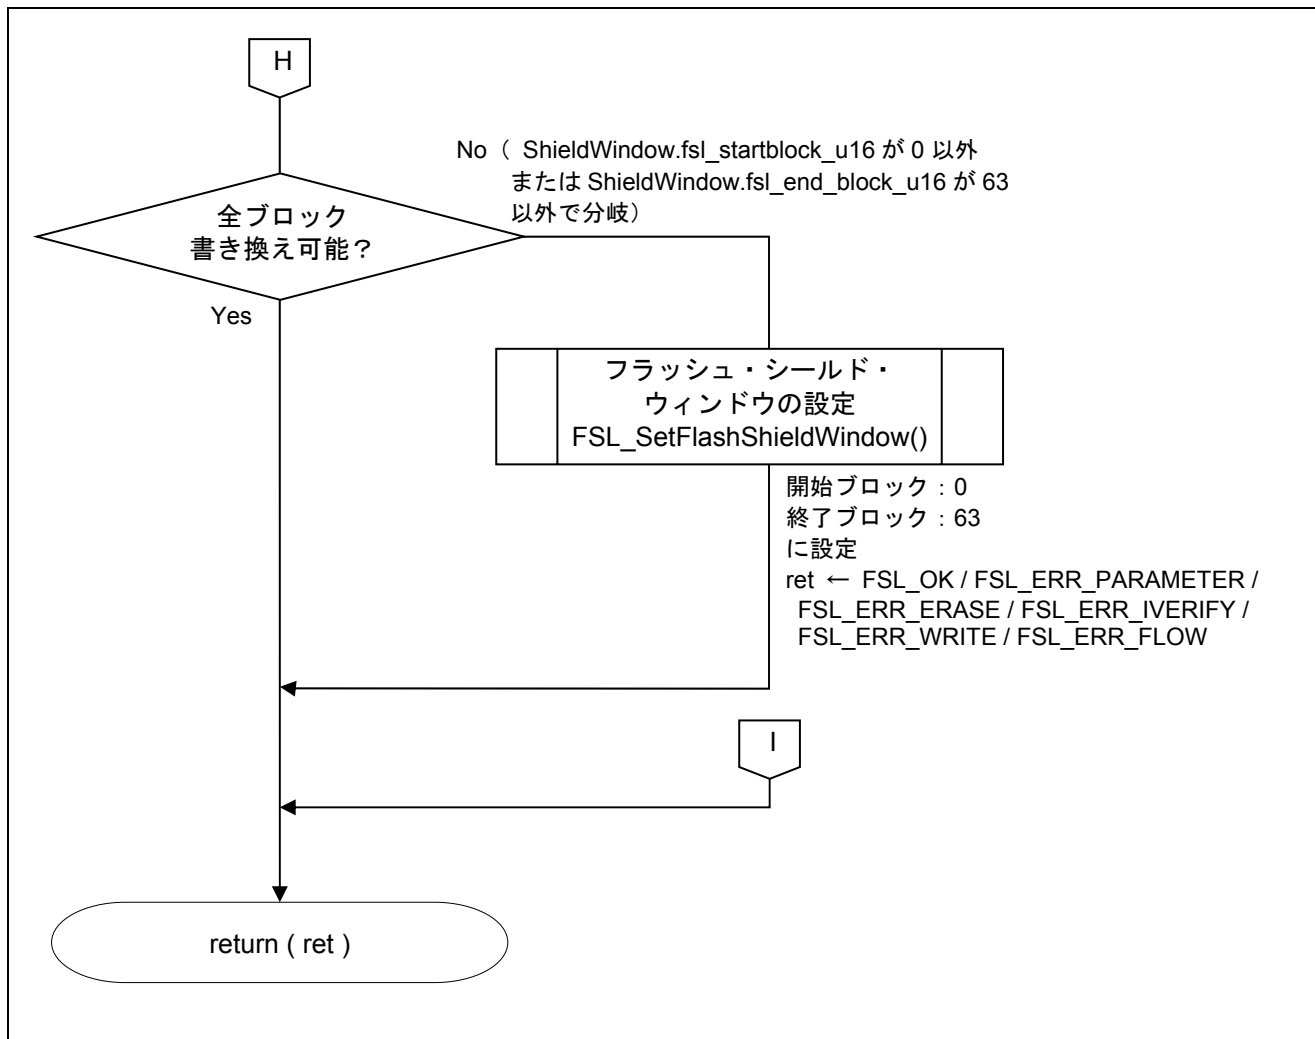 H
No（ ShieldWindow.fsl_startblock_u16 が 0 以外
または ShieldWindow.fsl_end_block_u16 が 63
以外で分岐）
全ブロック
書き換え可能？
Yes
フラッシュ・シールド・
ウィンドウの設定
FSL_SetFlashShieldWindow()
開始ブロック：0
終了ブロック：63
に設定
ret ← FSL_OK / FSL_ERR_PARAMETER /
FSL_ERR_ERASE / FSL_ERR_IVERIFY /
FSL_ERR_WRITE / FSL_ERR_FLOW
I
return ( ret )